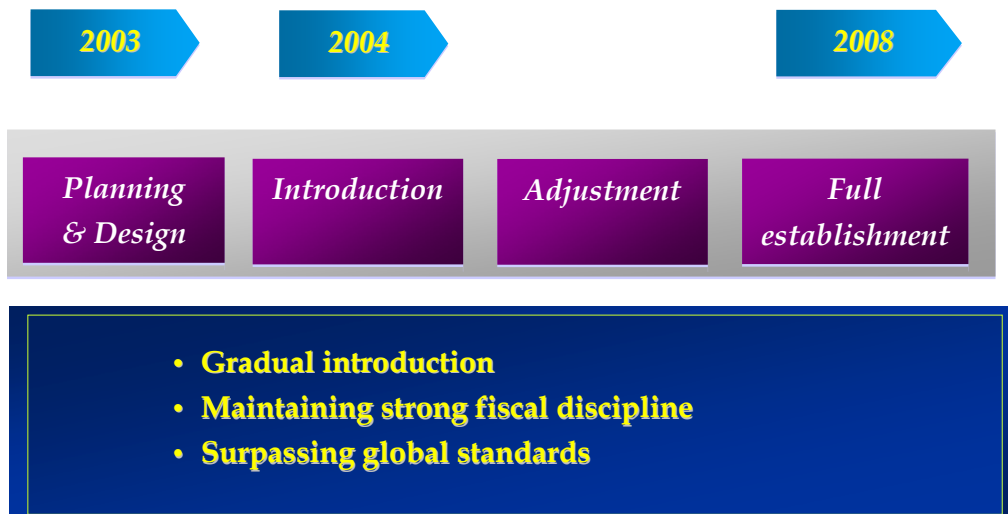 2003
2004
2008
Planning
& Design
Introduction
Adjustment
Full
establishment
• Gradual introduction
• Maintaining strong fiscal discipline
• Surpassing global standards